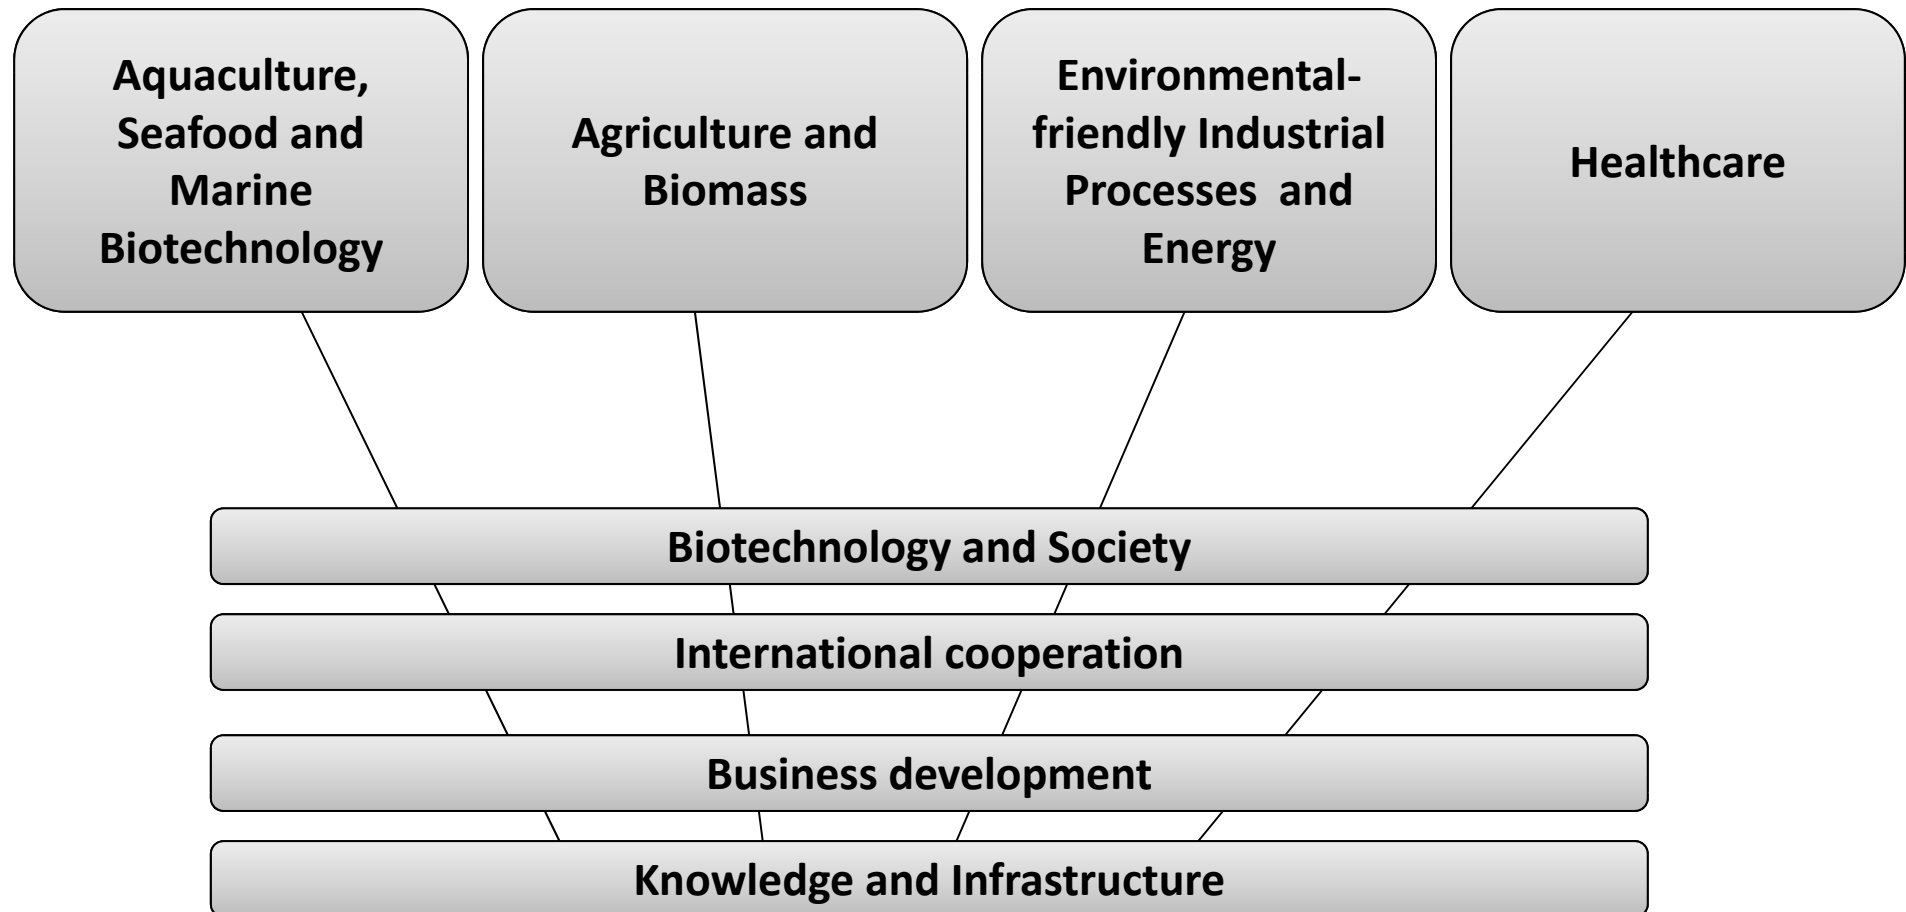 Aquaculture,
Seafood and
Marine
Biotechnology
Agriculture and
Biomass
Environmental-
friendly Industrial
Processes  and
Energy
Healthcare
Biotechnology and Society
International cooperation
Business development
Knowledge and Infrastructure